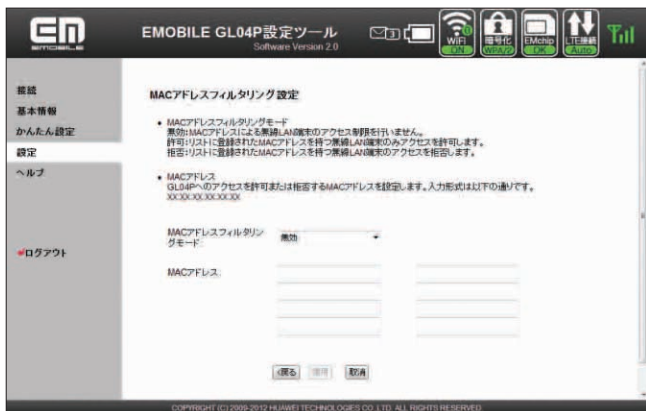 EM
EMOBILE
EMOBILE GL04P設定ツール
Software Version 2.0
3
WiFi
ON
暗号化
WPA/2
EMchip
OK
LTE接続
Auto
接続
基本情報
かんたん設定
設定
ヘルプ
ログアウト
MACアドレスフィルタリング設定
• MACアドレスフィルタリングモード
無効:MACアドレスによる無線LAN端末のアクセス制限を行いません。
許可:リストに登録されたMACアドレスを持つ無線LAN端末のみアクセスを許可します。
拒否:リストに登録されたMACアドレスを持つ無線LAN端末のアクセスを拒否します。
• MACアドレス
GL04Pへのアクセスを許可または拒否するMACアドレスを設定します。入力形式は以下の通りです。
XX:XX:XX:XX:XX:XX
MACアドレスフィルタリン
グモード:
無効
MACアドレス:
<戻る
適用
取消
COPYRIGHT (C) 2009-2012 HUAWEI TECHNOLOGIES CO.,LTD. ALL RIGHTS RESERVED.